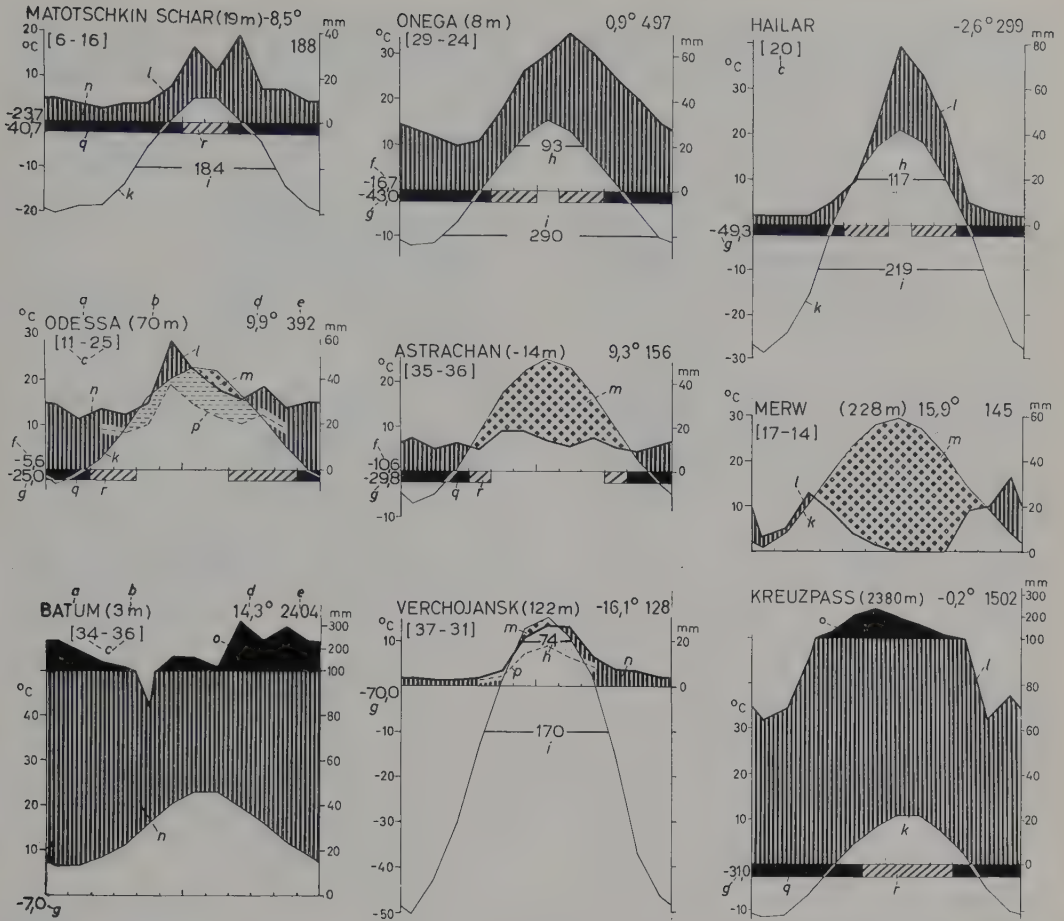 MATOTSCHKIN SCHAR (19m) -8,5°
20
°C
[6-16]
188
mm
40
10
20
n
l
-23,7
-40,7
0
q
r
-10
184
i
k
-20
ONEGA (8m) 0,9° 497
°C
[29-24]
mm
30
60
20
40
10
20
f
-16,7
93
h
-43,0
g
0
i
-10
290
HAILAR -2,6° 299
[20]
c
mm
80
°C
40
60
l
30
40
20
h
10
117
20
-49,3
g
0
-10
219
i
k
-20
-30
a b d e
ODESSA (70m) 9,9° 392
°C
mm
30
[11-25]
c
60
l
20
40
n
m
10
p
20
f
-5,6
k
-25,0
g
0
q r
ASTRACHAN (-14m) 9,3° 156
°C
[35-36]
mm
20
m
40
10
20
f
-10,6
-29,8
g
0
q r
-10
MERW (228m) 15,9° 145
30
[17-14]
mm
60
m
20
40
l
10
k
20
0
a b d e
BATUM (3m) 14,3° 2404
[34-36]
c
mm
o
300
200
100
°C
40
80
30
60
20
40
n
10
20
-7,0 g
0
VERCHOJANSK (122m) -16,1° 128
°C
[37-31]
mm
10
m
74
20
h
p
n
-70,0
g
0
-10
170
i
-20
-30
-40
k
-50
KREUZPASS (2380m) -0,2° 1502
mm
300
o
200
100
l
°C
80
30
60
20
40
10
k
20
-31,0
g
0
q r
-10